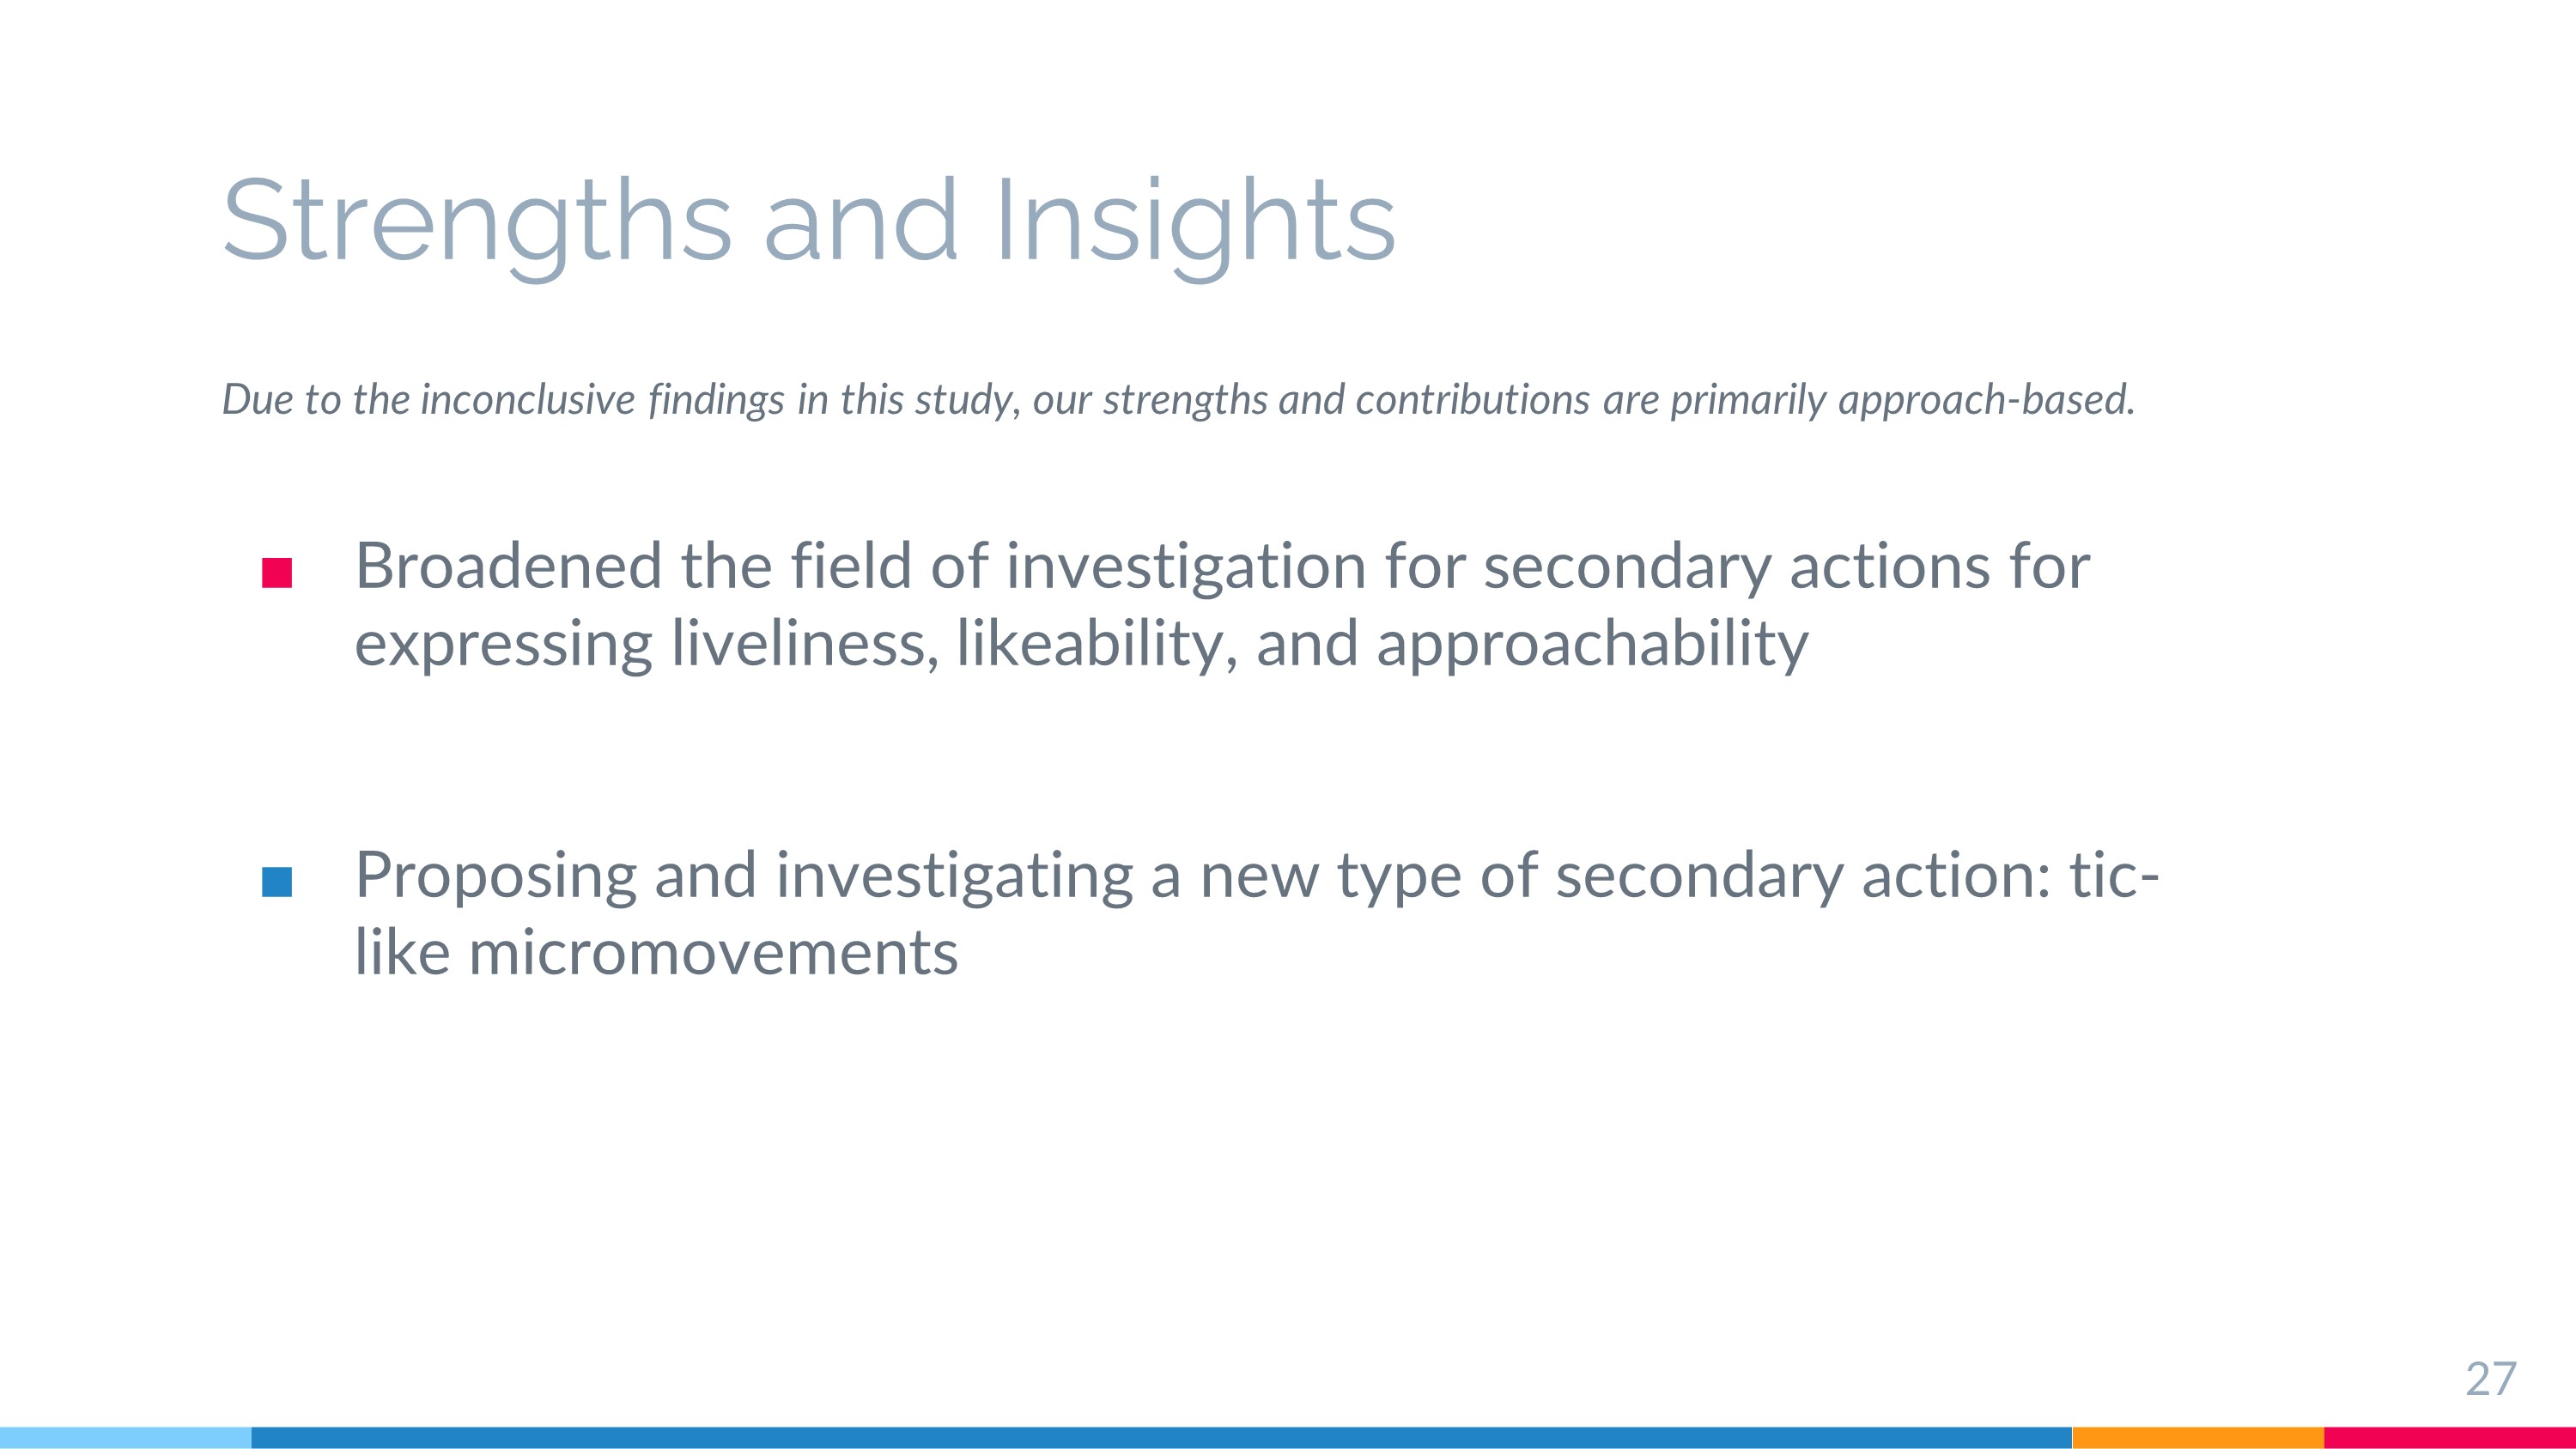 Strengths and Insights
Due to the inconclusive findings in this study, our strengths and contributions are primarily approach-based.
Broadened the field of investigation for secondary actions for
expressing liveliness, likeability, and approachability
Proposing and investigating a new type of secondary action: tic-
like micromovements
27